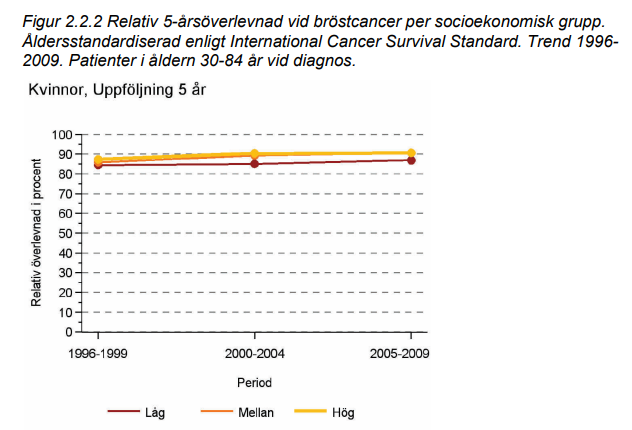 Figur 2.2.2 Relativ 5-årsöverlevnad vid bröstcancer per socioekonomisk grupp.
Åldersstandardiserad enligt International Cancer Survival Standard. Trend 1996-
2009. Patienter i åldern 30-84 år vid diagnos.
Kvinnor, Uppföljning 5 år
Relativ överlevnad i procent
100
90
80
70
60
50
40
30
20
10
0
1996-1999 2000-2004 2005-2009
Period
Låg Mellan Hög